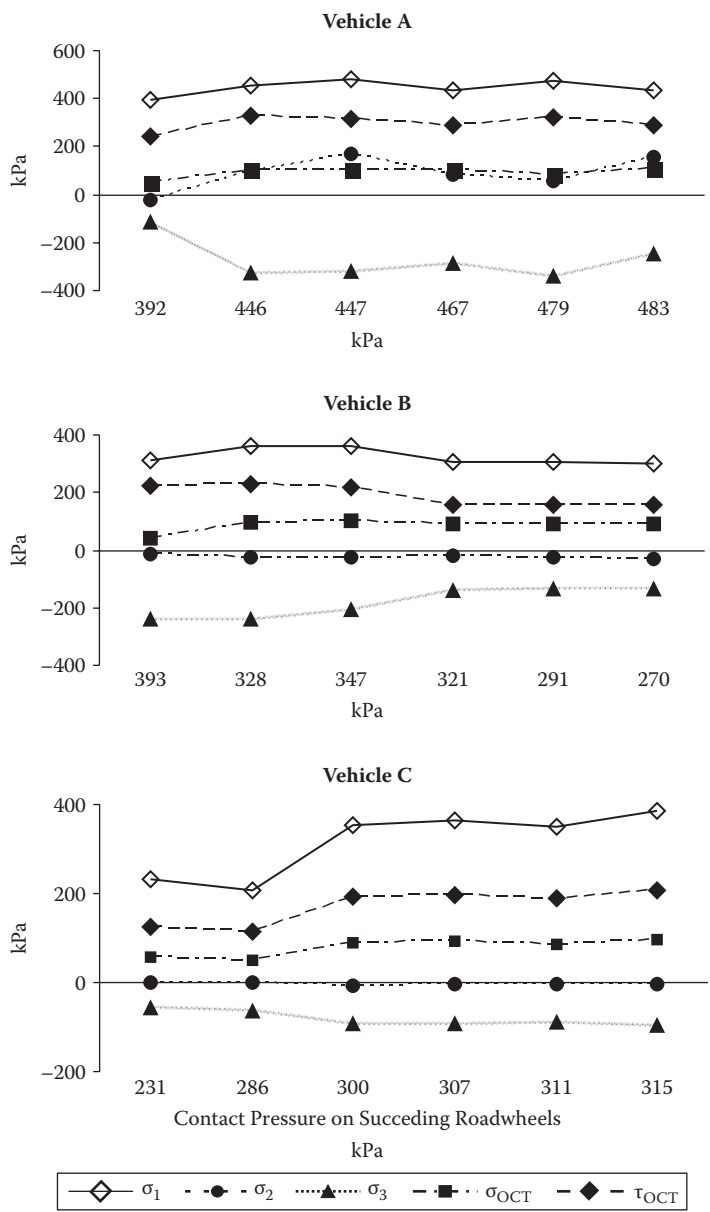 Vehicle A
600
400
200
0
−200
−400
kPa
392 446 447 467 479 483
kPa
Vehicle B
400
200
0
−200
−400
kPa
393 328 347 321 291 270
kPa
Vehicle C
400
200
0
−200
kPa
231 286 300 307 311 315
Contact Pressure on Succeding Roadwheels
kPa
σ1 σ2 σ3 σOCT τOCT